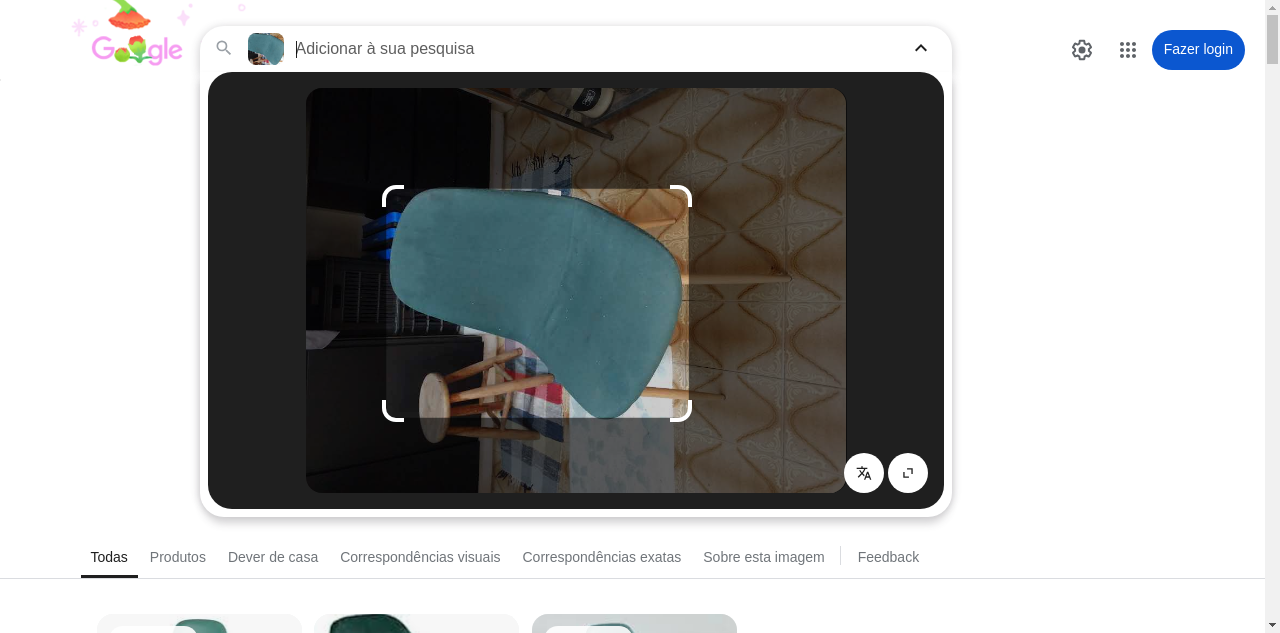 Google
Adicionar à sua pesquisa
Fazer login
Todas
Produtos
Dever de casa
Correspondências visuais
Correspondências exatas
Sobre esta imagem
Feedback